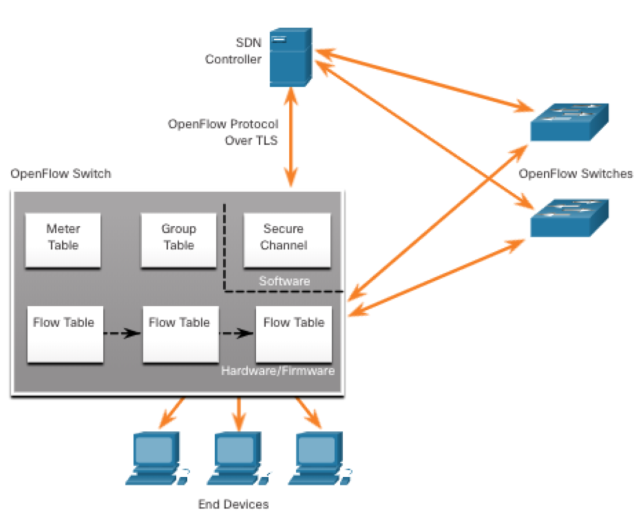 SDN
Controller
OpenFlow Protocol
Over TLS
OpenFlow Switch
OpenFlow Switches
Meter
Table
Group
Table
Secure
Channel
Software
Flow Table
Flow Table
Flow Table
Hardware/Firmware
End Devices